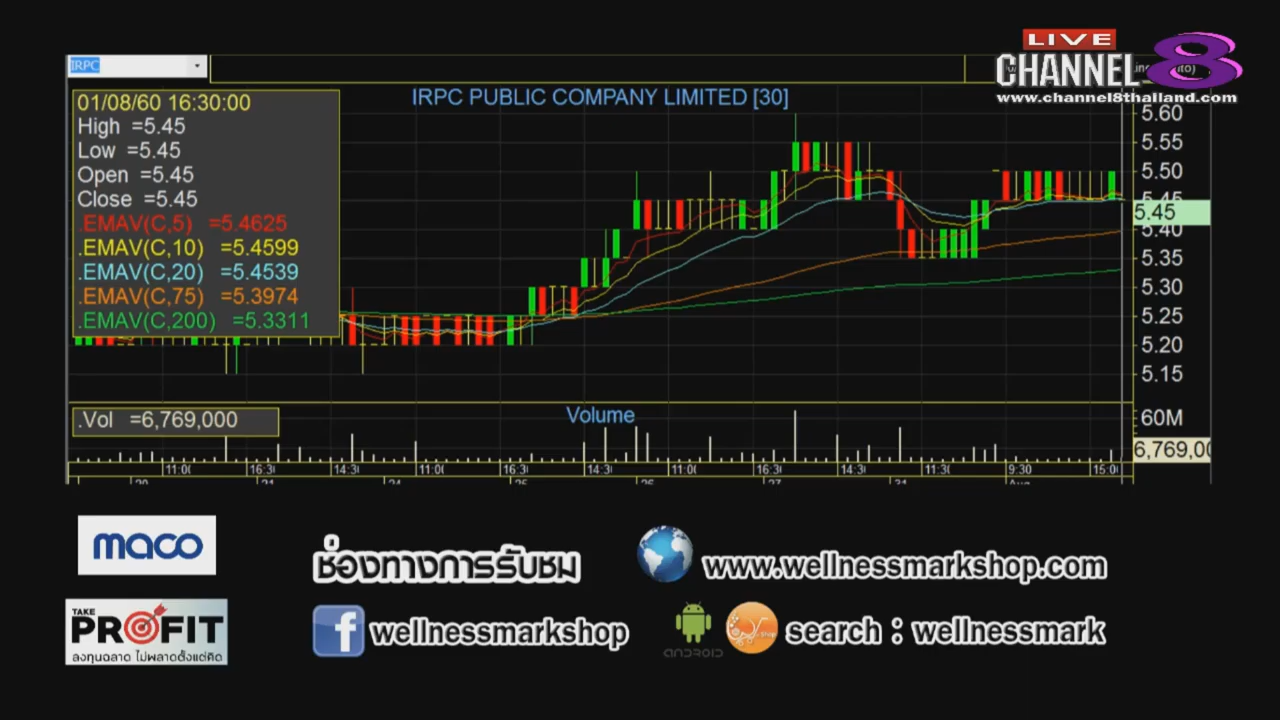 LIVE
CHANNEL 8
www.channel8thailand.com
IRPC
IRPC PUBLIC COMPANY LIMITED [30]
01/08/60 16:30:00
High =5.45
Low =5.45
Open =5.45
Close =5.45
.EMAV(C,5) =5.4625
.EMAV(C,10) =5.4599
.EMAV(C,20) =5.4539
.EMAV(C,75) =5.3974
.EMAV(C,200) =5.3311
5.60
5.55
5.50
5.45
5.45
5.40
5.35
5.30
5.25
5.20
5.15
.Vol =6,769,000
Volume
60M
6,769,00
11:00 16:30 14:30 11:00 16:30 14:30 11:00 16:30 14:30 11:30 9:30 15:00
maco
ช่องทางการรับชม
www.wellnessmarkshop.com
TAKE
PROFIT
ลงทุนฉลาด ไม่พลาดตั้งแต่คิด
f wellnessmarkshop
ANDROID
search : wellnessmark